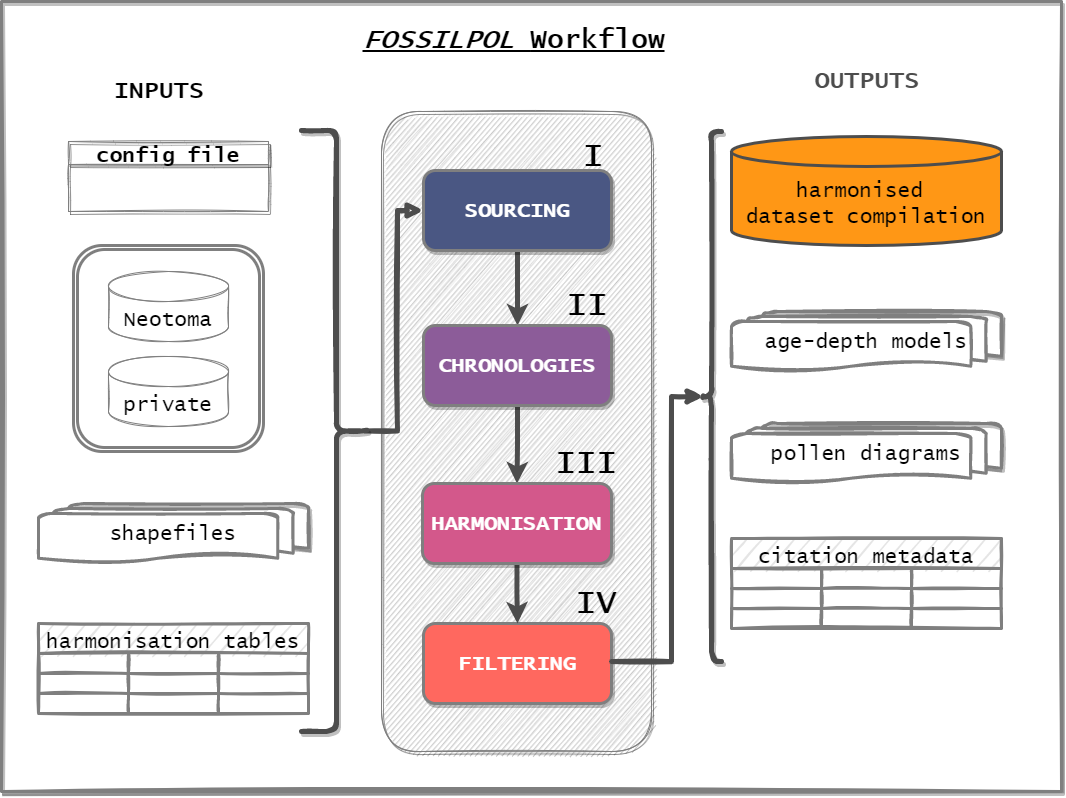 FOSSILPOL Workflow
INPUTS
config file
Neotoma
private
shapefiles
harmonisation tables
I
SOURCING
II
CHRONOLOGIES
III
HARMONISATION
IV
FILTERING
OUTPUTS
harmonised
dataset compilation
age-depth models
pollen diagrams
citation metadata